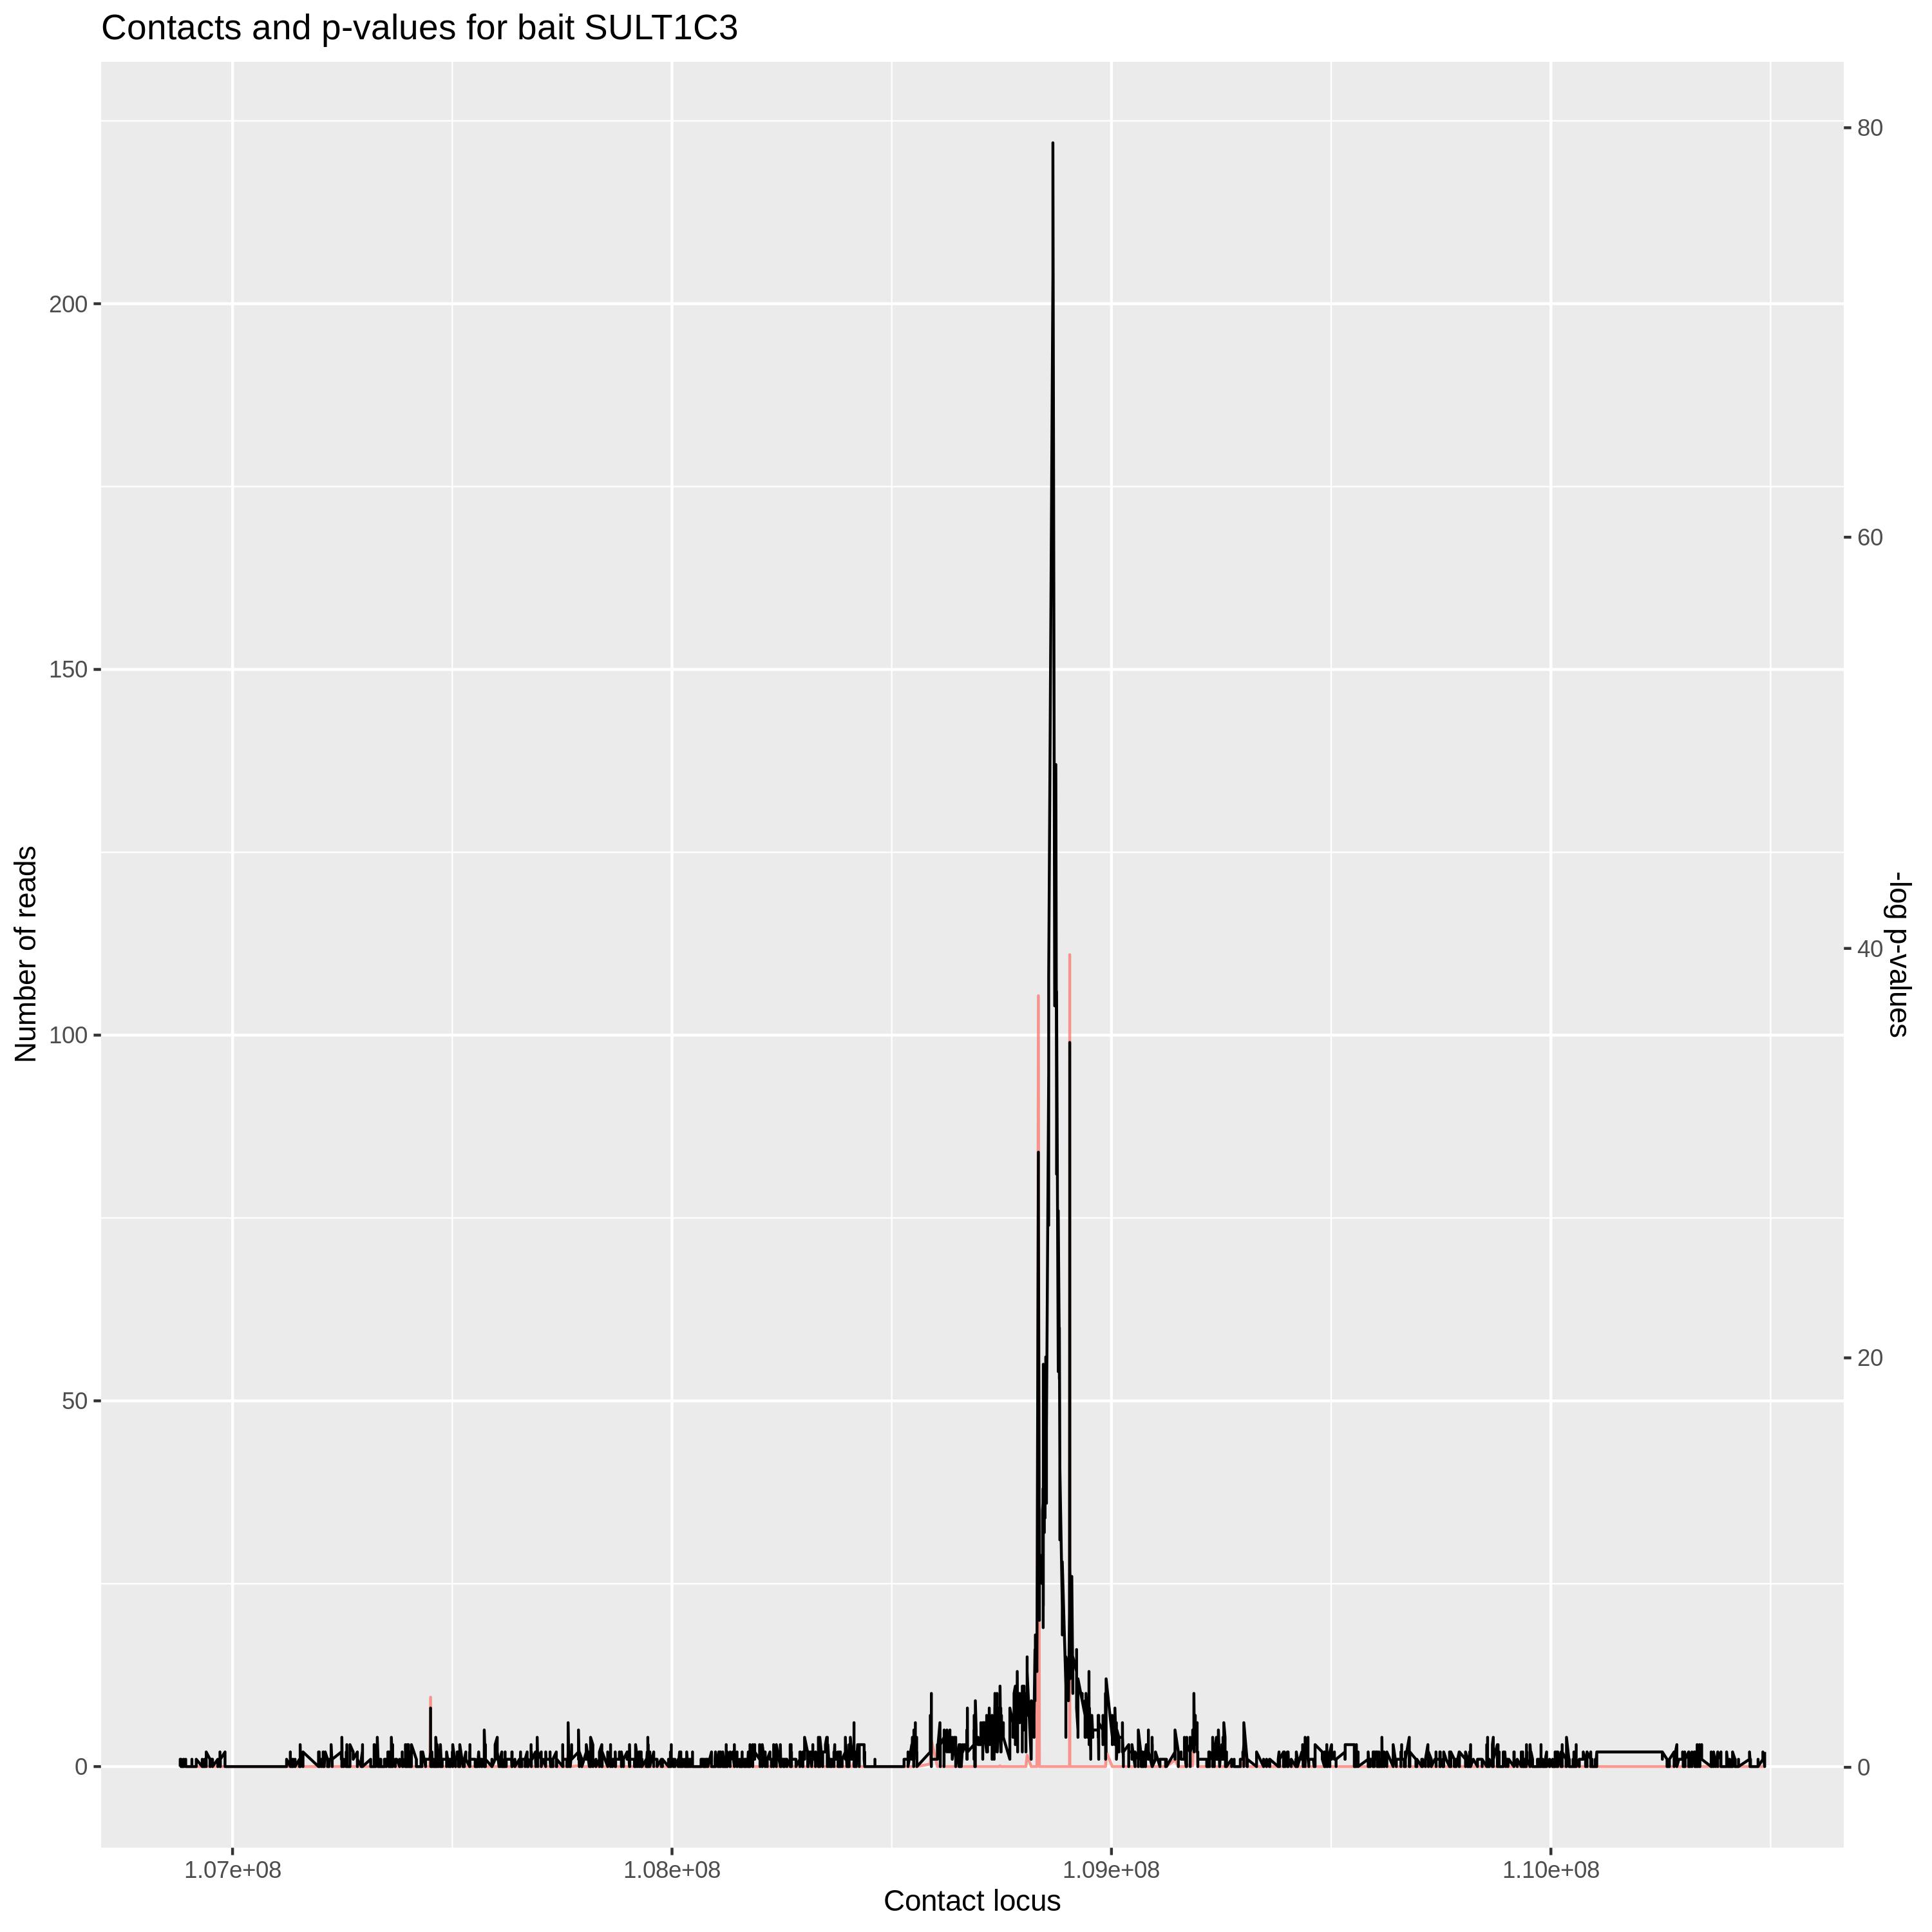 Contacts and p-values for bait SULT1C3
Number of reads
200
150
100
50
0
80
60
40
20
0
-log p-values
1.07e+08
1.08e+08
1.09e+08
1.10e+08
Contact locus